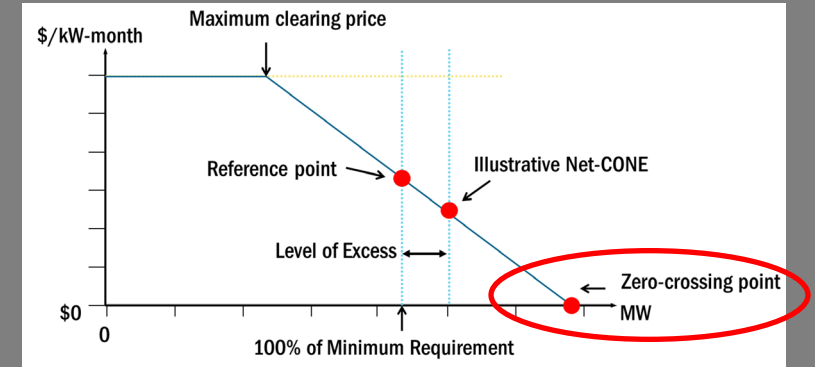 Maximum clearing price
$/kW-month
Reference point
Illustrative Net-CONE
Level of Excess
Zero-crossing point
$0
MW
0
100% of Minimum Requirement